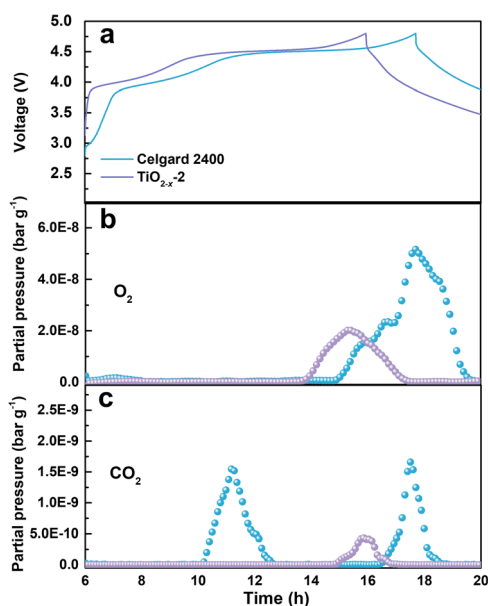 a
5.0
4.5
4.0
3.5
3.0
2.5
Voltage (V)
Celgard 2400
TiO2-x-2
b
6.0E-8
4.0E-8
2.0E-8
0.0
Partial pressure (bar g⁻¹)
O₂
c
2.5E-9
2.0E-9
1.5E-9
1.0E-9
5.0E-10
0.0
Partial pressure (bar g⁻¹)
CO₂
6 8 10 12 14 16 18 20
Time (h)